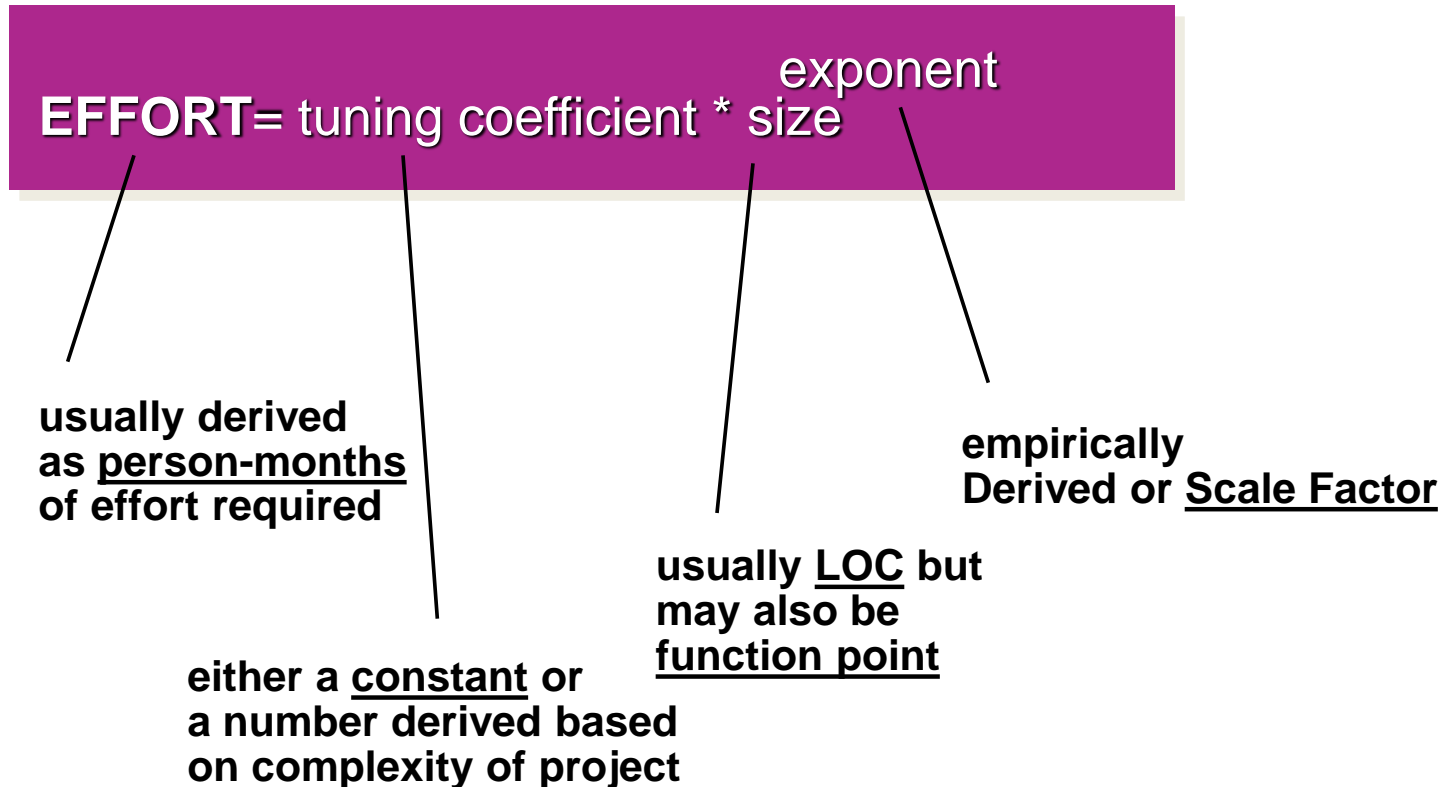 exponent
EFFORT= tuning coefficient * size
usually derived
as person-months
of effort required
empirically
Derived or Scale Factor
usually LOC but
may also be
function point
either a constant or
a number derived based
on complexity of project